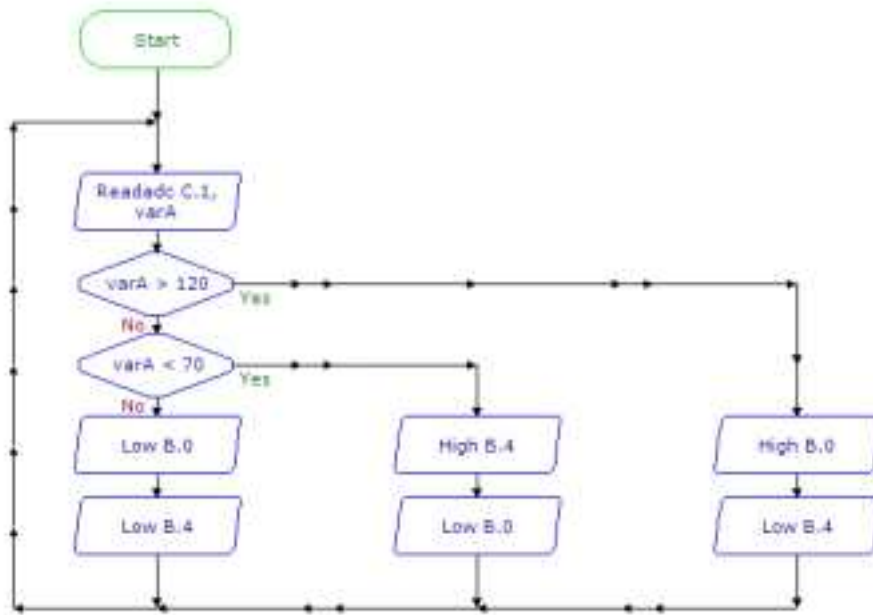 Start
Readadc C.1,
varA
varA > 120
Yes
No
varA < 70
Yes
No
Low B.0
High B.4
High B.0
Low B.4
Low B.0
Low B.4